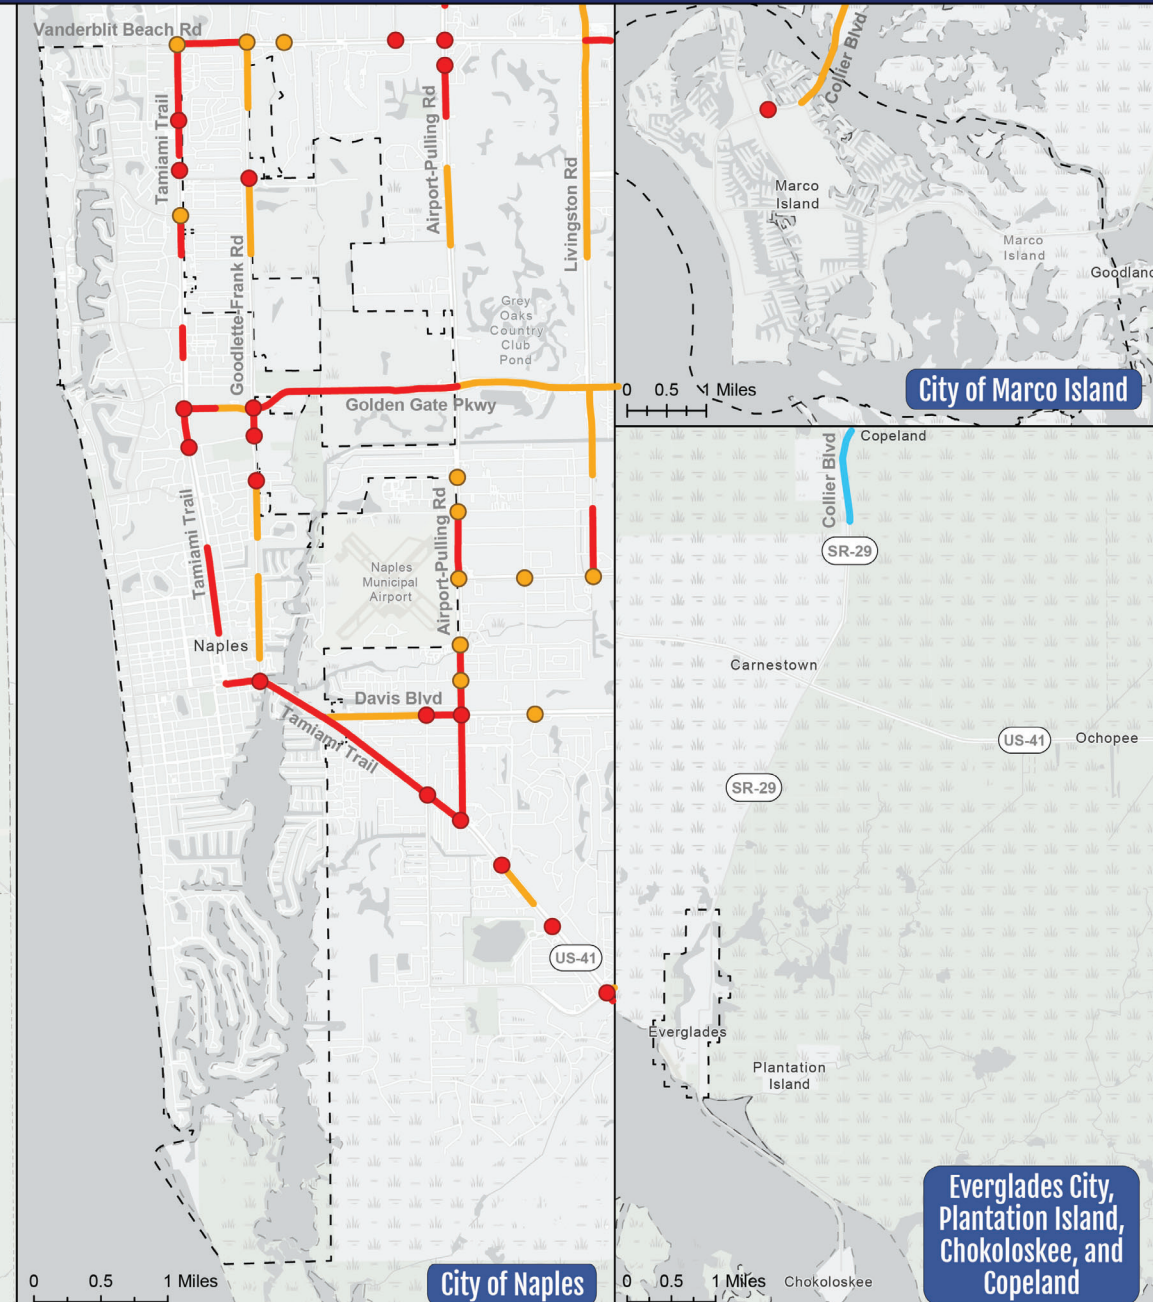 Vanderblit Beach Rd
Tamiami Trail
Goodlette-Frank Rd
Airport-Pulling Rd
Livingston Rd
Grey
Oaks
Country
Club
Pond
Golden Gate Pkwy
Tamiami Trail
Naples
Municipal
Airport
Airport-Pulling Rd
Naples
Davis Blvd
Tamiami Trail
US-41
0 0.5 1 Miles
City of Naples
Collier Blvd
Marco
Island
Marco
Island
Goodland
0 0.5 1 Miles
City of Marco Island
Copeland
Collier Blvd
SR-29
Carnestown
US-41
Ochopee
SR-29
Everglades
Plantation
Island
Everglades City,
Plantation Island,
Chokoloskee, and
Copeland
0 0.5 1 Miles
Chokoloskee